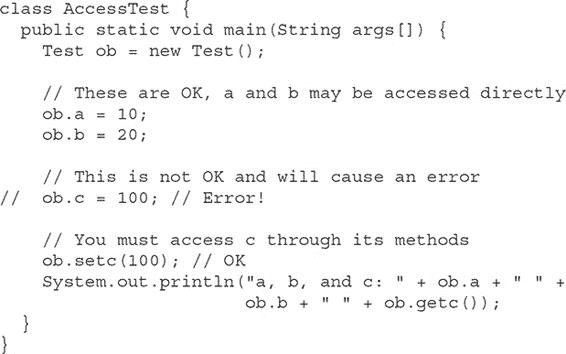 class AccessTest {
  public static void main(String args[]) {
    Test ob = new Test();

    // These are OK, a and b may be accessed directly
    ob.a = 10;
    ob.b = 20;

    // This is not OK and will cause an error
//  ob.c = 100; // Error!

    // You must access c through its methods
    ob.setc(100); // OK
    System.out.println("a, b, and c: " + ob.a + " " +
                       ob.b + " " + ob.getc());
  }
}